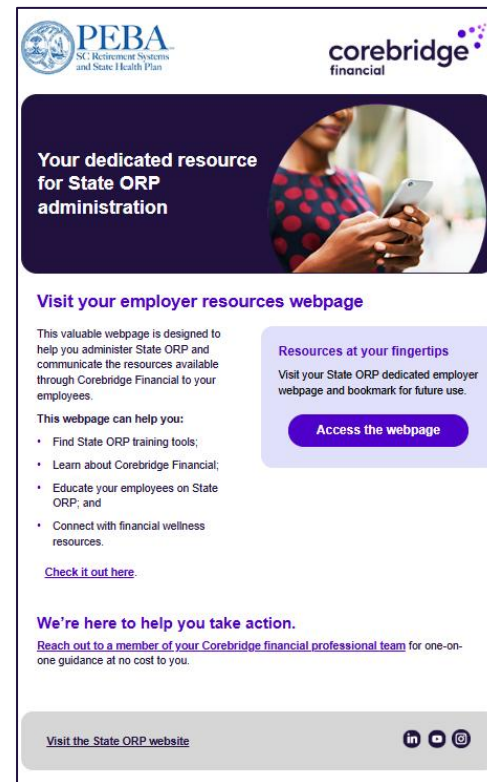 PEBA
SC Retirement Systems
and State Health Plan
corebridge
financial
Your dedicated resource
for State ORP
administration
Visit your employer resources webpage
This valuable webpage is designed to
help you administer State ORP and
communicate the resources available
through Corebridge Financial to your
employees.
This webpage can help you:
• Find State ORP training tools;
• Learn about Corebridge Financial;
• Educate your employees on State
ORP; and
• Connect with financial wellness
resources.
Check it out here.
Resources at your fingertips
Visit your State ORP dedicated employer
webpage and bookmark for future use.
Access the webpage
We're here to help you take action.
Reach out to a member of your Corebridge financial professional team for one-on-
one guidance at no cost to you.
Visit the State ORP website
in